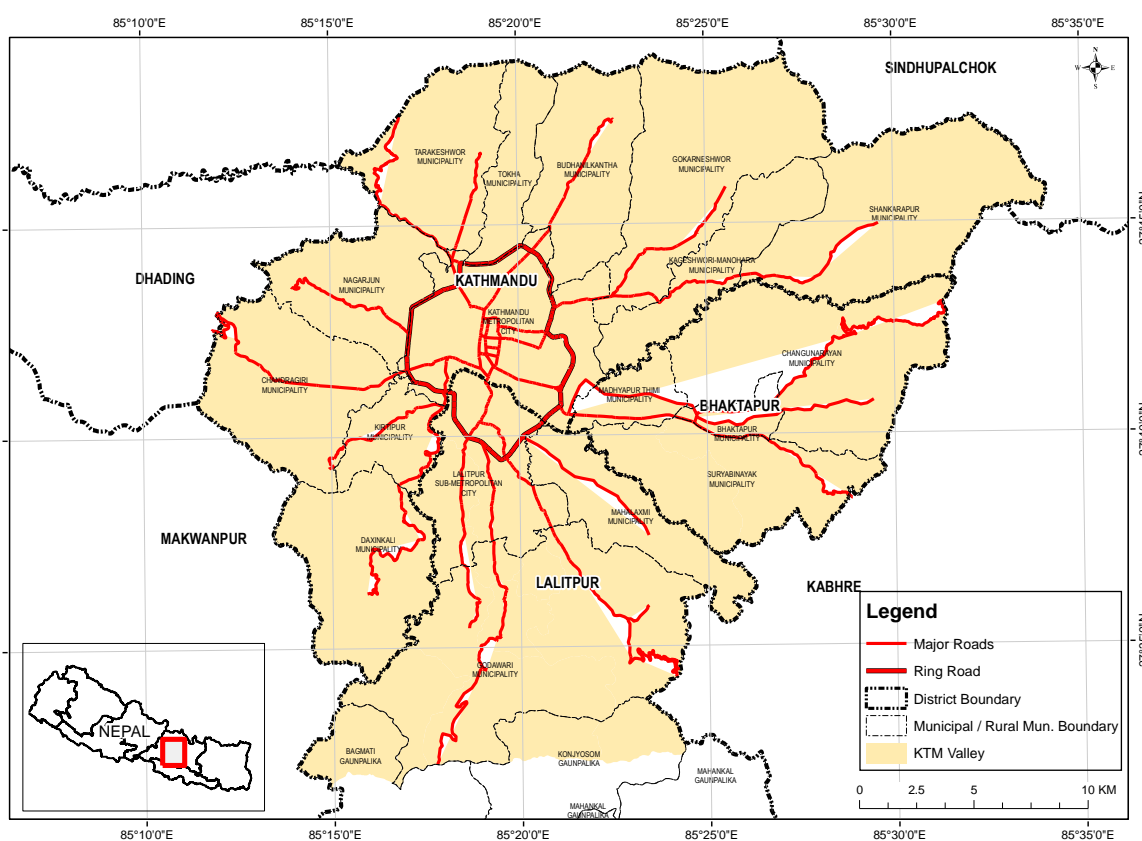 85°10'0"E
85°15'0"E
85°20'0"E
85°25'0"E
85°30'0"E
85°35'0"E
SINDHUPALCHOK
N
W
E
S
TARAKESHWOR
MUNICIPALITY
TOKHA
MUNICIPALITY
BUDHANILKANTHA
MUNICIPALITY
GOKARNESHWOR
MUNICIPALITY
SHANKARAPUR
MUNICIPALITY
DHADING
NAGARJUN
MUNICIPALITY
KATHMANDU
KAGESHWORI-MANOHARA
MUNICIPALITY
KATHMANDU
METROPOLITAN
CITY
CHANGUNARAYAN
MUNICIPALITY
CHANDRAGIRI
MUNICIPALITY
MADHYAPUR THIMI
MUNICIPALITY
BHAKTAPUR
KIRTIPUR
MUNICIPALITY
BHAKTAPUR
MUNICIPALITY
LALITPUR
SUB-METROPOLITAN
CITY
SURYABINAYAK
MUNICIPALITY
MAHALAXMI
MUNICIPALITY
MAKWANPUR
DAXINKALI
MUNICIPALITY
LALITPUR
KABHRE
GODAWARI
MUNICIPALITY
BAGMATI
GAUNPALIKA
KONJYOSOM
GAUNPALIKA
MAHANKAL
GAUNPALIKA
MAHANKAL
GAUNPALIKA
NEPAL
Legend
Major Roads
Ring Road
District Boundary
Municipal / Rural Mun. Boundary
KTM Valley
0 2.5 5 10 KM
85°10'0"E
85°15'0"E
85°20'0"E
85°25'0"E
85°30'0"E
85°35'0"E